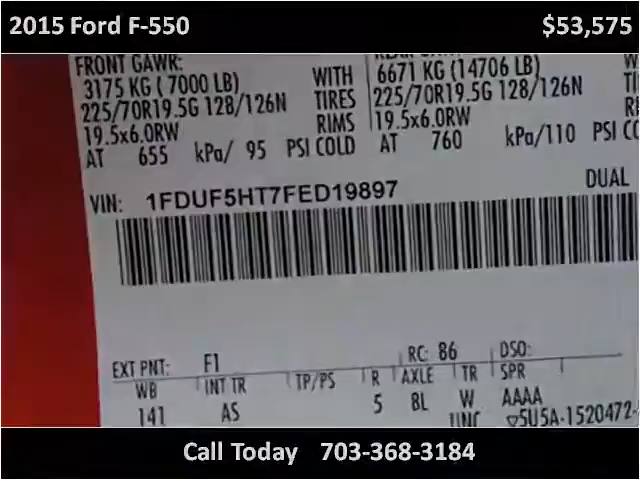 2015 Ford F-550 $53,575
FRONT GAWR:
3175 KG ( 7000 LB) WITH 6671 KG (14706 LB)
225/70R19.5G 128/126N TIRES 225/70R19.5G 128/126N
19.5x6.0RW RIMS 19.5x6.0RW
AT 655 kPa/ 95 PSI COLD AT 760 kPa/110 PSI
VIN: 1FDUF5HT7FED19897 DUAL
EXT PNT: F1 RC: 86 DSO:
WB INT TR TP/PS R AXLE TR SPR
141 AS 5 8L W AAAA
5U5A-1520472-
Call Today 703-368-3184